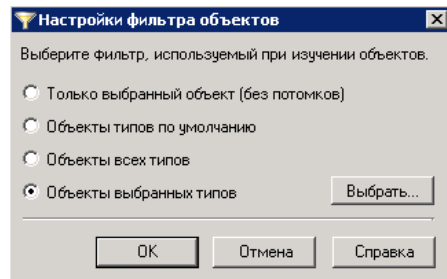 Настройки фильтра объектов
Выберите фильтр, используемый при изучении объектов.
Только выбранный объект (без потомков)
Объекты типов по умолчанию
Объекты всех типов
Объекты выбранных типов
Выбрать...
OK
Отмена
Справка